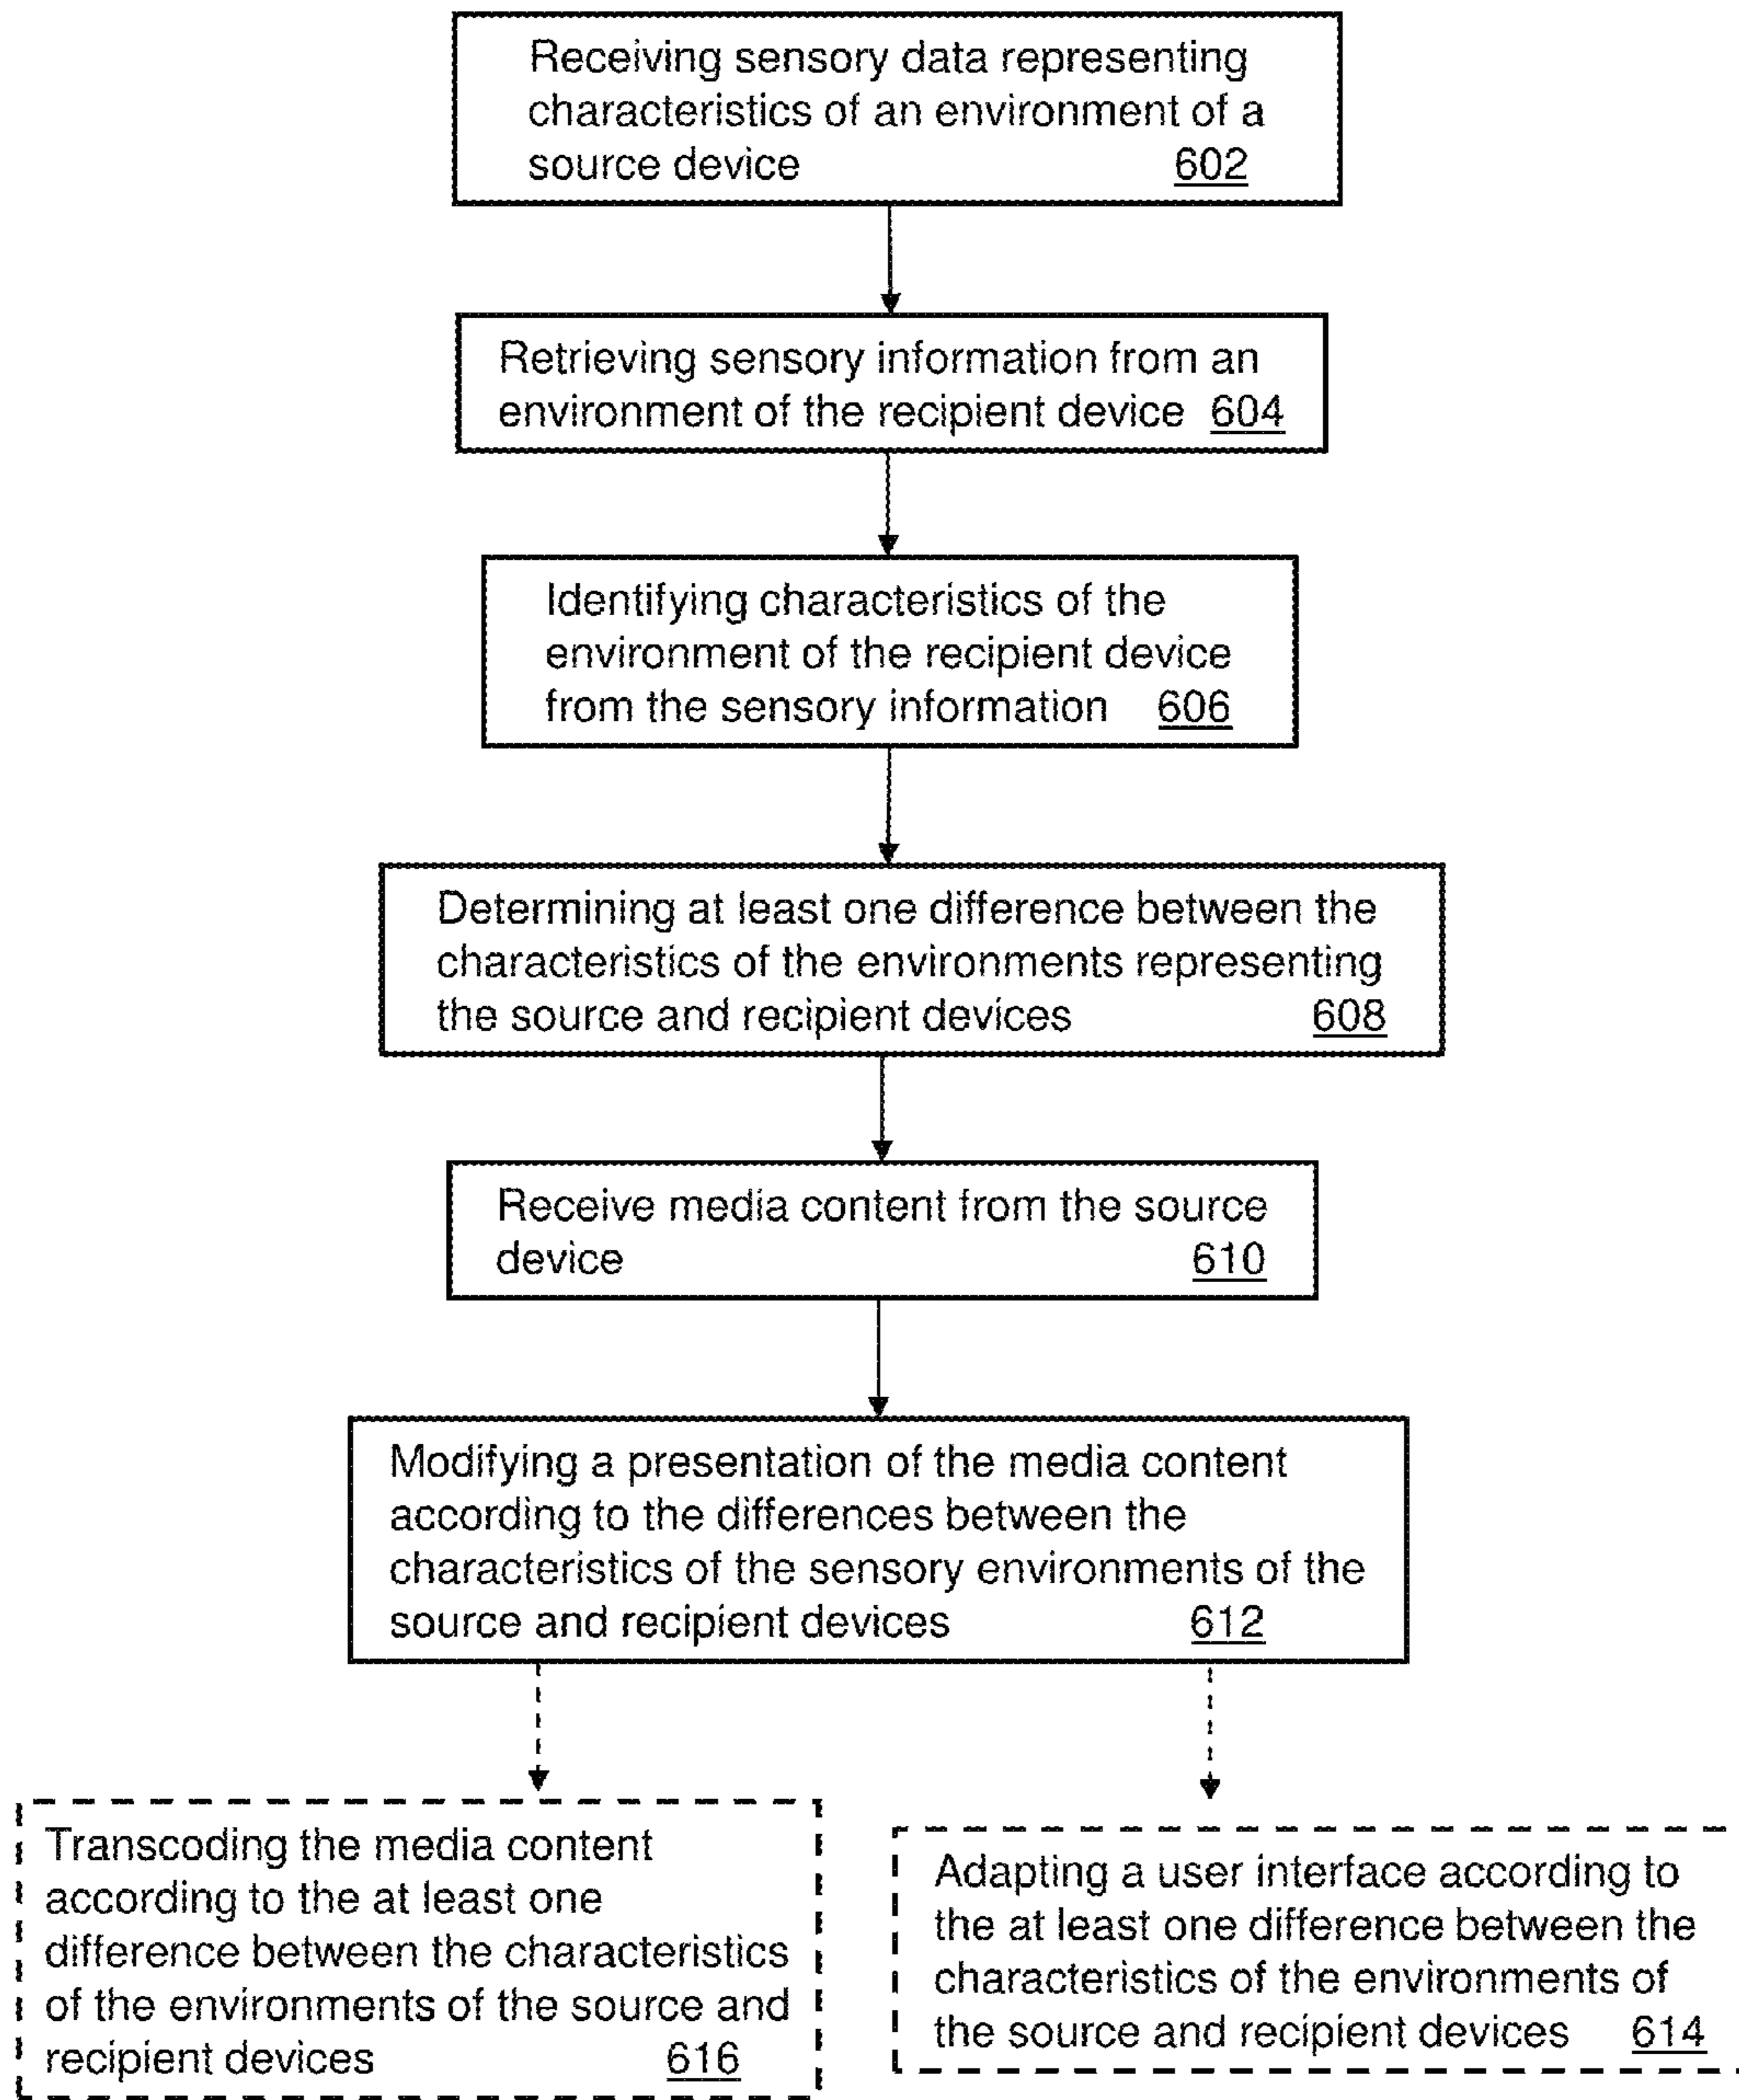 Receiving sensory data representing
characteristics of an environment of a
source device 602
Retrieving sensory information from an
environment of the recipient device 604
Identifying characteristics of the
environment of the recipient device
from the sensory information 606
Determining at least one difference between the
characteristics of the environments representing
the source and recipient devices 608
Receive media content from the source
device 610
Modifying a presentation of the media content
according to the differences between the
characteristics of the sensory environments of the
source and recipient devices 612
Transcoding the media content
according to the at least one
difference between the characteristics
of the environments of the source and
recipient devices 616
Adapting a user interface according to
the at least one difference between the
characteristics of the environments of
the source and recipient devices 614